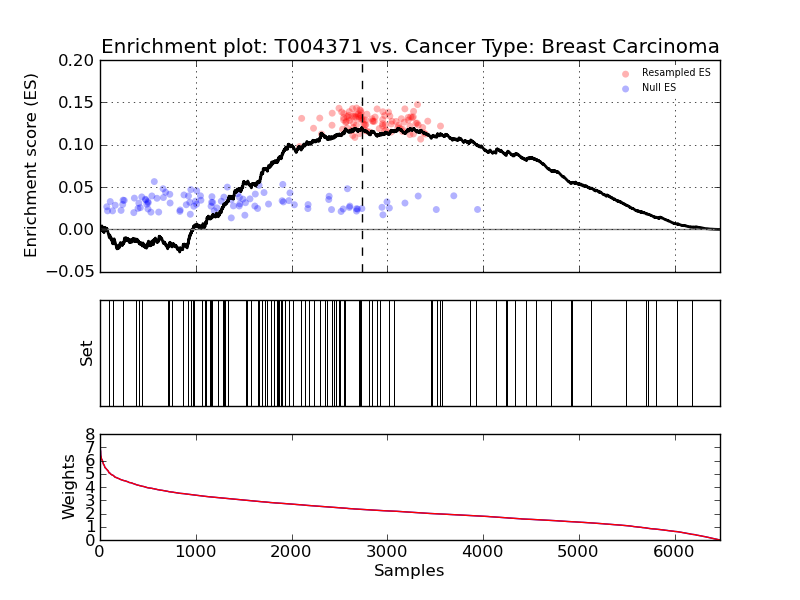 Enrichment plot: T004371 vs. Cancer Type: Breast Carcinoma
0.20
0.15
0.10
0.05
0.00
−0.05
Enrichment score (ES)
Resampled ES
Null ES
Set
8
7
6
5
4
3
2
1
0
Weights
0 1000 2000 3000 4000 5000 6000
Samples